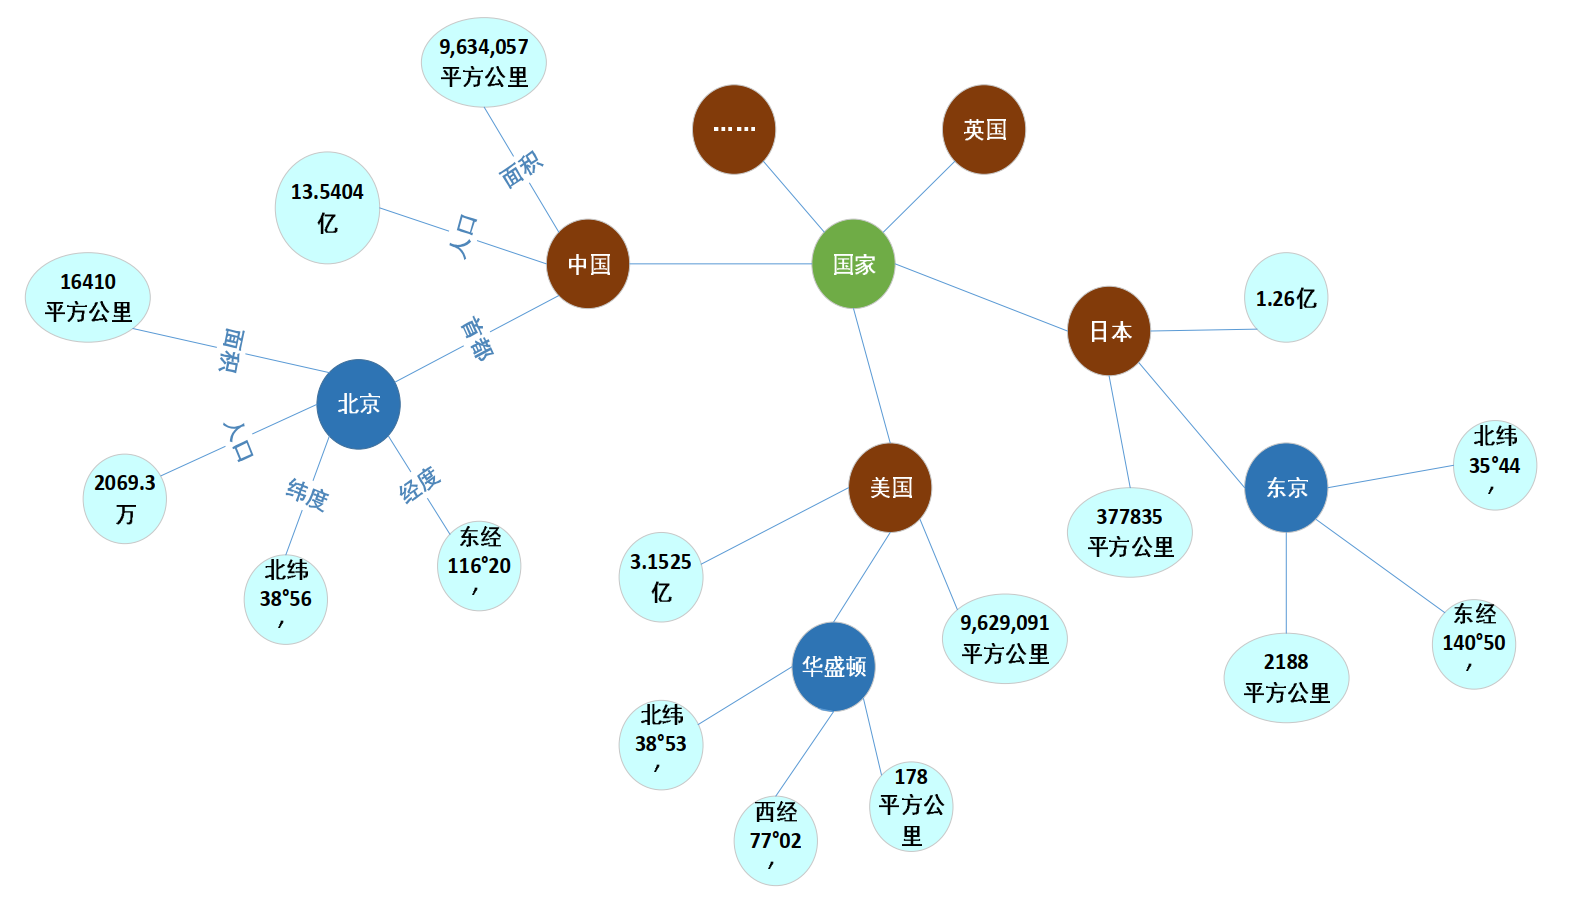 9,634,057
平方公里
……
英国
面积
13.5404
亿
人口
中国
国家
16410
平方公里
1.26亿
日本
首都
面积
北京
人口
2069.3
万
纬度
经度
北纬
38°56
′
东经
116°20
′
美国
东京
北纬
35°44
′
377835
平方公里
3.1525
亿
9,629,091
平方公里
华盛顿
2188
平方公里
东经
140°50
′
北纬
38°53
′
西经
77°02
′
178
平方公
里